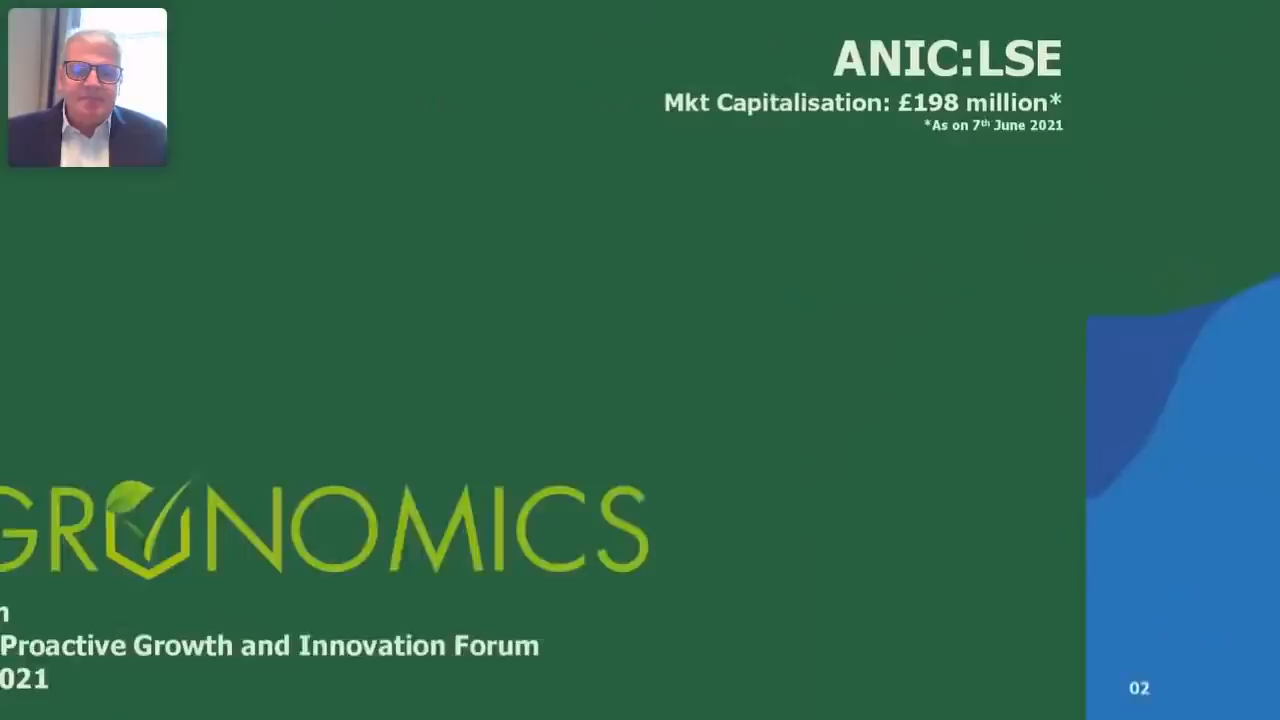 ANIC:LSE
Mkt Capitalisation: £198 million*
*As on 7th June 2021
GRONOMICS
Proactive Growth and Innovation Forum
021
02